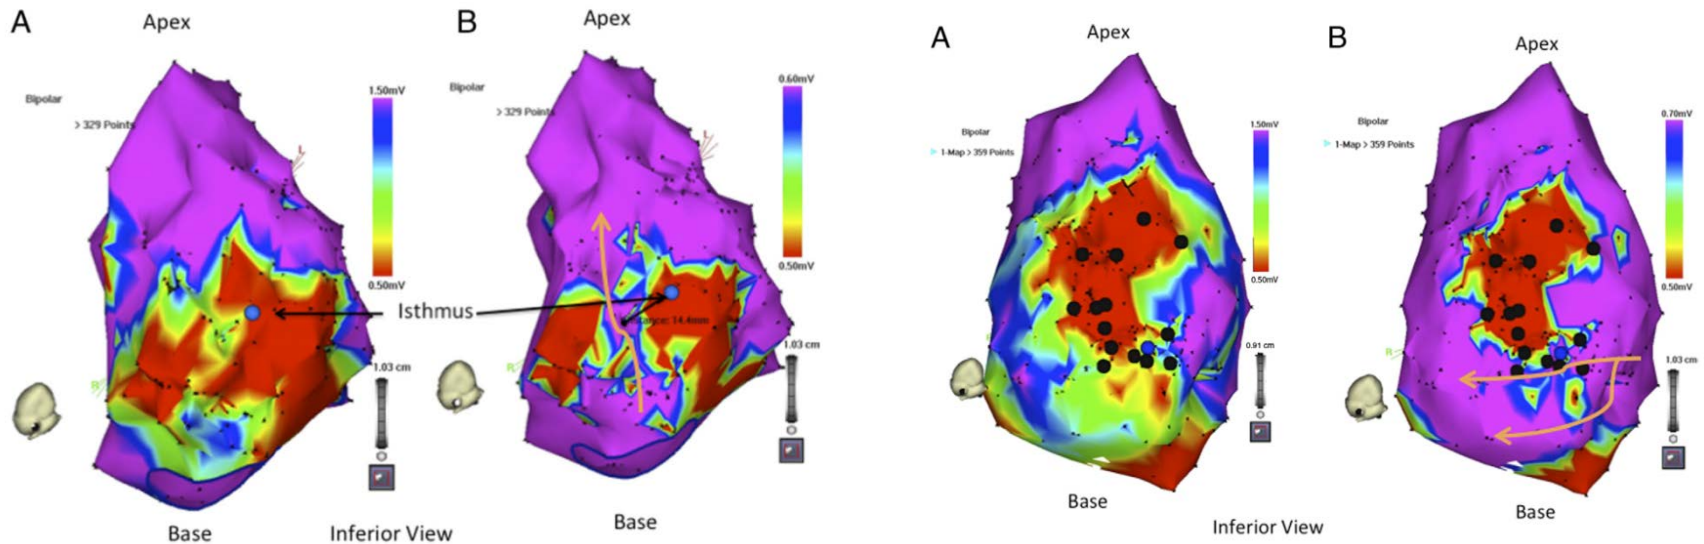 A
Apex
Bipolar
> 329 Points
1.50mV
0.50mV
L
R
1.03 cm
Base
Inferior View
B
Apex
Bipolar
> 329 Points
0.60mV
0.50mV
L
R
Isthmus
Distance: 14.4mm
1.03 cm
Base
A
Apex
Bipolar
1-Map > 359 Points
1.50mV
0.50mV
R
0.91 cm
Base
Inferior View
B
Apex
Bipolar
1-Map > 359 Points
0.70mV
0.50mV
R
1.03 cm
Base